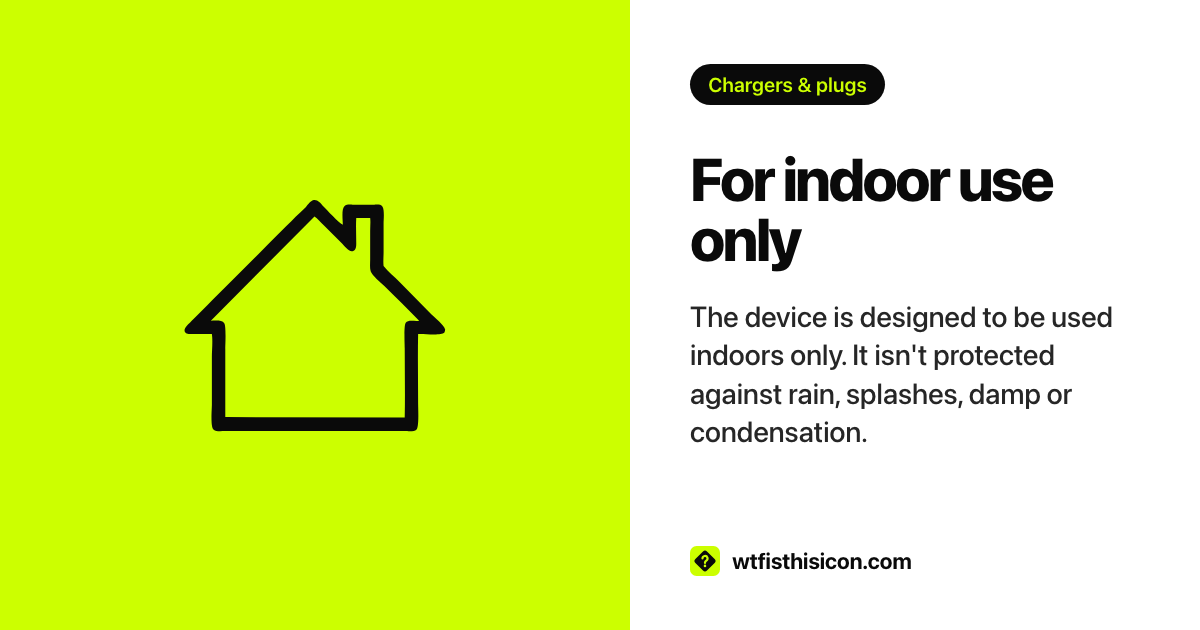 Chargers & plugs
For indoor use
only
The device is designed to be used
indoors only. It isn't protected
against rain, splashes, damp or
condensation.
?
wtfisthisicon.com